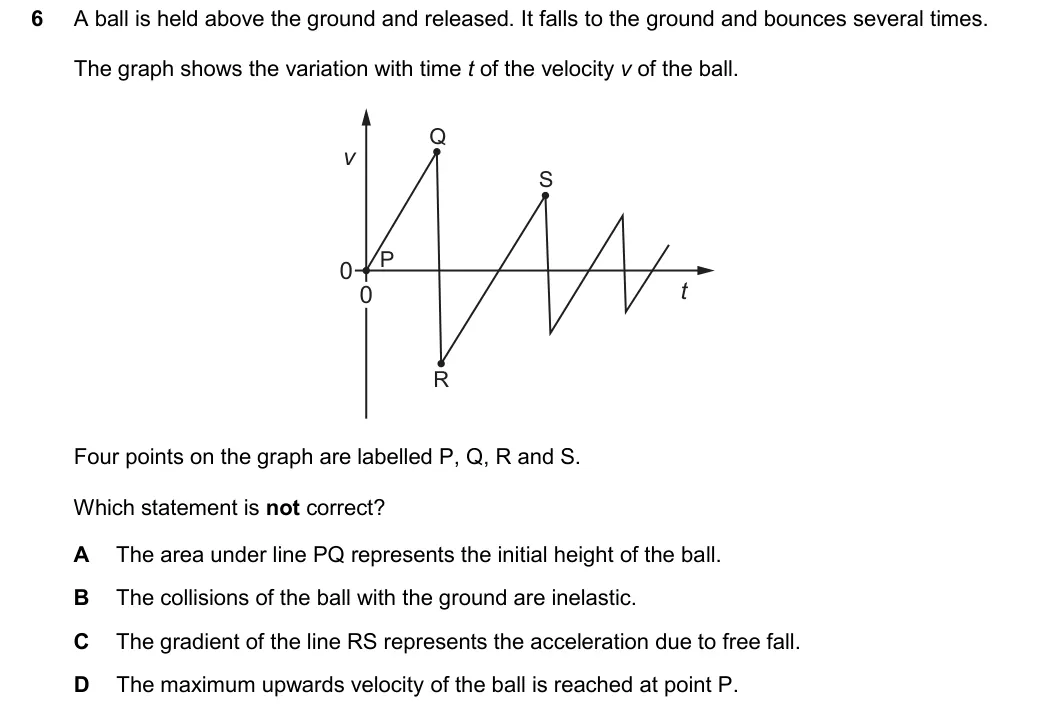 6 A ball is held above the ground and released. It falls to the ground and bounces several times.
The graph shows the variation with time t of the velocity v of the ball.
Q
v
S
P
0
0
t
R
Four points on the graph are labelled P, Q, R and S.
Which statement is not correct?
A The area under line PQ represents the initial height of the ball.
B The collisions of the ball with the ground are inelastic.
C The gradient of the line RS represents the acceleration due to free fall.
D The maximum upwards velocity of the ball is reached at point P.